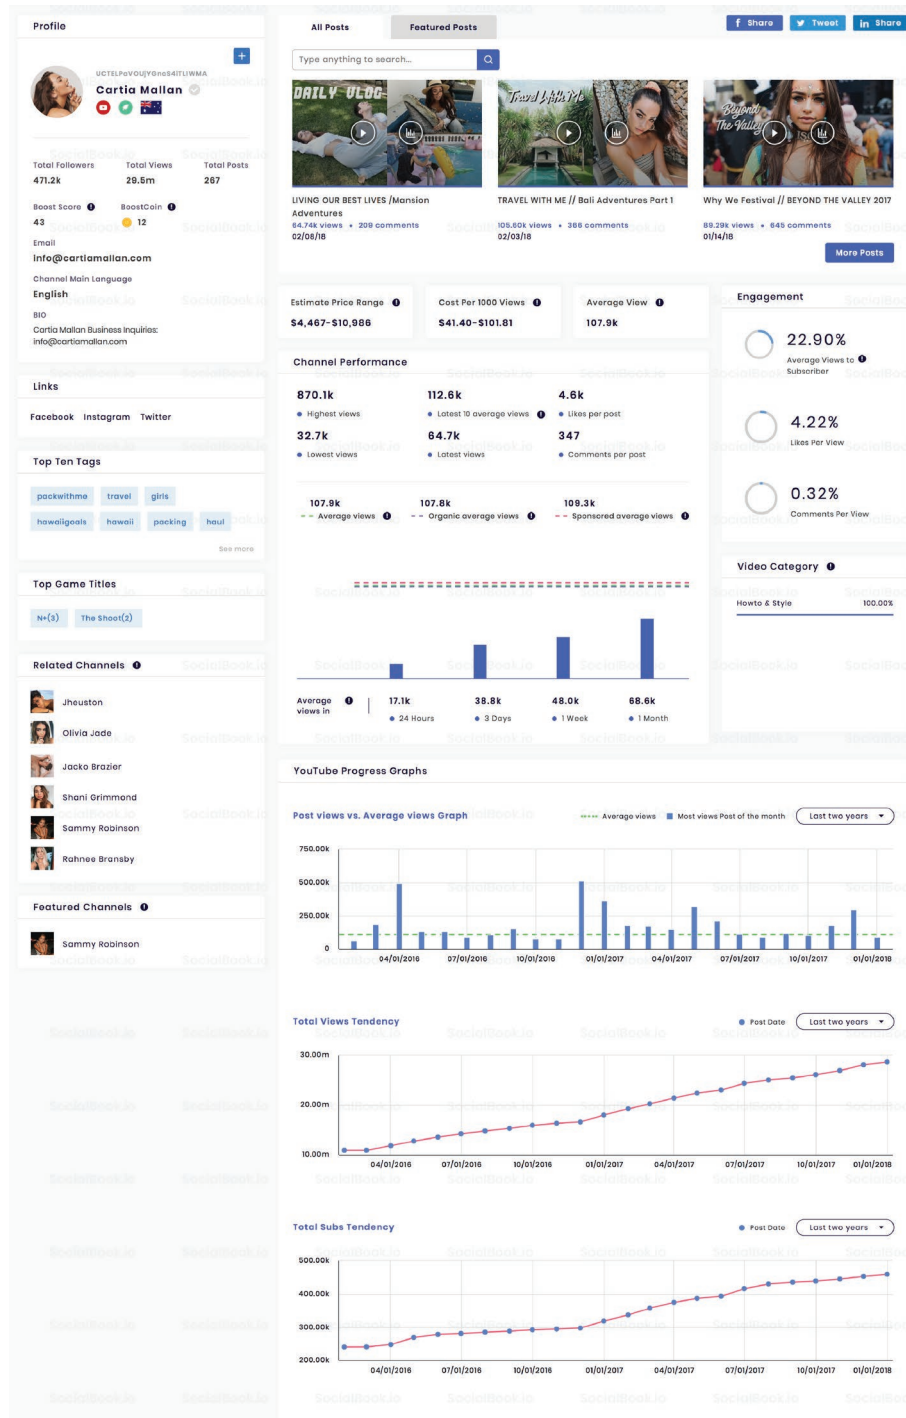 Profile
UCTELPoVOUjYGncS4ITLIWMA
Cartia Mallan
Total Followers Total Views Total Posts
471.2k 29.5m 267
Boost Score BoostCoin
43 12
Email
info@cartiamallan.com
Channel Main Language
English
BIO
Cartia Mallan Business Inquiries:
info@cartiamallan.com
Links
Facebook Instagram Twitter
Top Ten Tags
packwithme travel girls
hawaiigoals hawaii packing haul
See more
Top Game Titles
N+(3) The Shoot(2)
Related Channels
Jheuston
Olivia Jade
Jacko Brazier
Shani Grimmond
Sammy Robinson
Rahnee Bransby
Featured Channels
Sammy Robinson
All Posts Featured Posts
Share Tweet Share
Type anything to search...
DAILY VLOG
Travel With Me
Beyond The Valley
LIVING OUR BEST LIVES /Mansion
Adventures
64.74k views • 209 comments
02/06/18
TRAVEL WITH ME // Bali Adventures Part 1
105.60k views • 366 comments
02/03/18
Why We Festival // BEYOND THE VALLEY 2017
89.29k views • 645 comments
01/14/18
More Posts
Estimate Price Range
$4,467-$10,986
Cost Per 1000 Views
$41.40-$101.81
Average View
107.9k
Channel Performance
870.1k 112.6k 4.6k
Highest views Latest 10 average views Likes per post
32.7k 64.7k 347
Lowest views Latest views Comments per post
107.9k 107.8k 109.3k
Average views Organic average views Sponsored average views
Average
views in
17.1k 38.8k 48.0k 68.6k
24 Hours 3 Days 1 Week 1 Month
Engagement
22.90%
Average Views to
Subscriber
4.22%
Likes Per View
0.32%
Comments Per View
Video Category
Howto & Style 100.00%
YouTube Progress Graphs
Post views vs. Average views Graph
Average views Most views Post of the month Last two years
750.00k
500.00k
250.00k
0
04/01/2016 07/01/2016 10/01/2016 01/01/2017 04/01/2017 07/01/2017 10/01/2017 01/01/2018
Total Views Tendency
Post Date Last two years
30.00m
20.00m
10.00m
04/01/2016 07/01/2016 10/01/2016 01/01/2017 04/01/2017 07/01/2017 10/01/2017 01/01/2018
Total Subs Tendency
Post Date Last two years
500.00k
400.00k
300.00k
200.00k
04/01/2016 07/01/2016 10/01/2016 01/01/2017 04/01/2017 07/01/2017 10/01/2017 01/01/2018
SocialBook.io